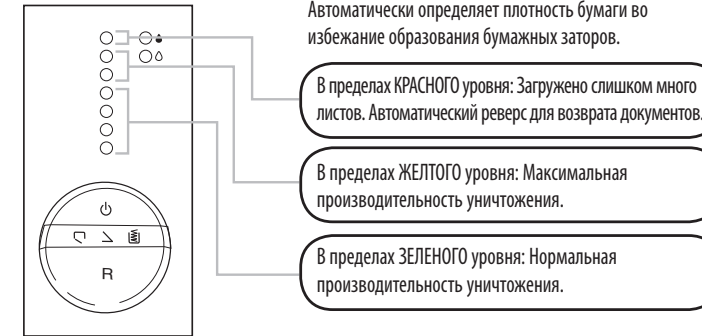 Автоматически определяет плотность бумаги во
избежание образования бумажных заторов.
В пределах КРАСНОГО уровня: Загружено слишком много
листов. Автоматический реверс для возврата документов.
В пределах ЖЕЛТОГО уровня: Максимальная
производительность уничтожения.
В пределах ЗЕЛЕНОГО уровня: Нормальная
производительность уничтожения.
R